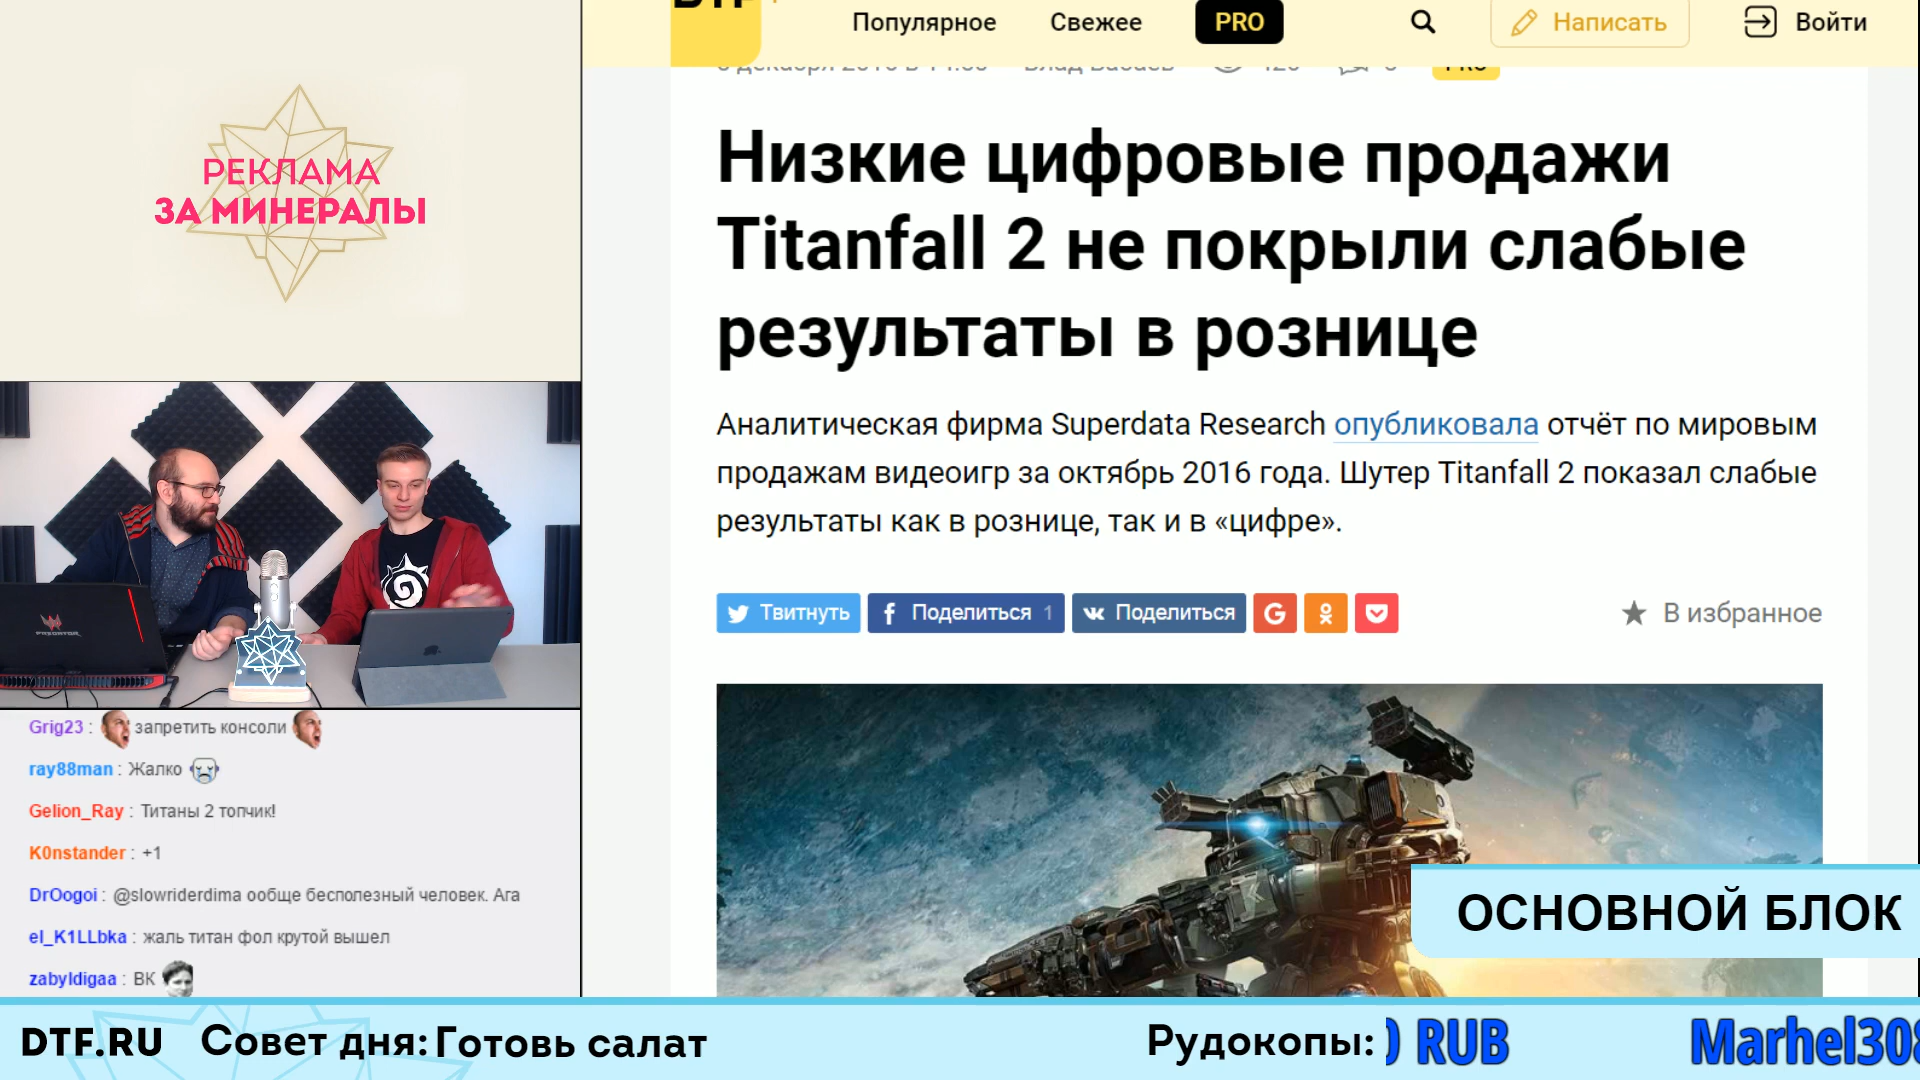 РЕКЛАМА
ЗА МИНЕРАЛЫ
Популярное Свежее PRO Написать Войти
PRO
Низкие цифровые продажи
Titanfall 2 не покрыли слабые
результаты в рознице
Аналитическая фирма Superdata Research опубликовала отчёт по мировым
продажам видеоигр за октябрь 2016 года. Шутер Titanfall 2 показал слабые
результаты как в рознице, так и в «цифре».
Твитнуть Поделиться 1 Поделиться В избранное
PREDATOR
Grig23 : запретить консоли
ray88man : Жалко
Gelion_Ray : Титаны 2 топчик!
K0nstander : +1
DrOogoi : @slowriderdima ообще бесполезный человек. Ага
el_K1LLbka : жаль титан фол крутой вышел
zabyldigaa : ВК
ОСНОВНОЙ БЛОК
DTF.RU Совет дня: Готовь салат Рудокопы: ) RUB Marhel308